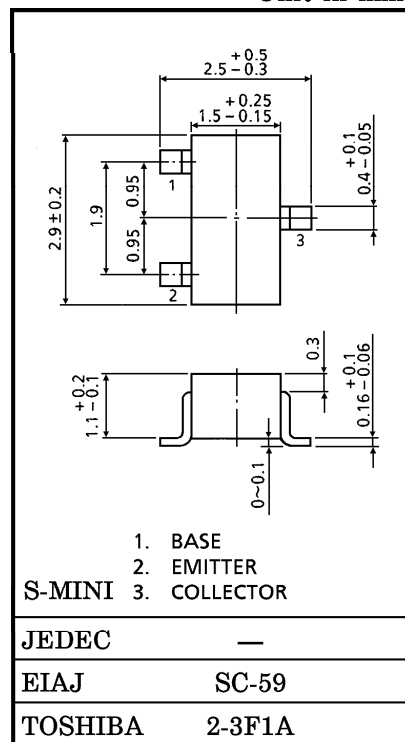 +0.5
2.5 −0.3
+0.25
1.5 −0.15
2.9 ± 0.2
1.9
0.95
0.95
1
2
3
+0.1
0.4 −0.05
+0.2
1.1 −0.1
0.3
+0.1
0.16 −0.06
0~0.1
1. BASE
2. EMITTER
S-MINI 3. COLLECTOR
JEDEC —
EIAJ SC-59
TOSHIBA 2-3F1A